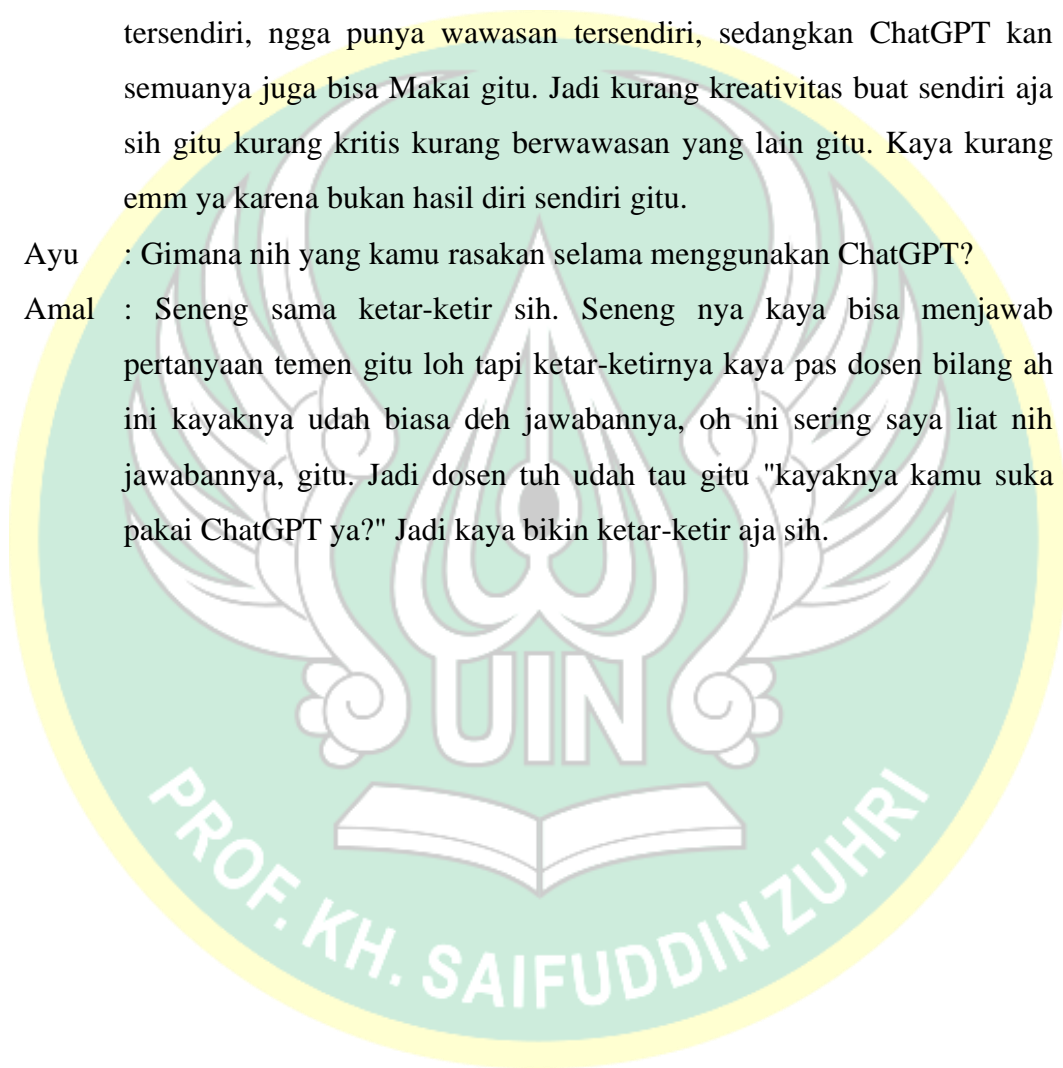 tersendiri, ngga punya wawasan tersendiri, sedangkan ChatGPT kan
semuanya juga bisa Makai gitu. Jadi kurang kreativitas buat sendiri aja
sih gitu kurang kritis kurang berwawasan yang lain gitu. Kaya kurang
emm ya karena bukan hasil diri sendiri gitu.
Ayu : Gimana nih yang kamu rasakan selama menggunakan ChatGPT?
Amal : Seneng sama ketar-ketir sih. Seneng nya kaya bisa menjawab
pertanyaan temen gitu loh tapi ketar-ketirnya kaya pas dosen bilang ah
ini kayaknya udah biasa deh jawabannya, oh ini sering saya liat nih
jawabannya, gitu. Jadi dosen tuh udah tau gitu "kayaknya kamu suka
pakai ChatGPT ya?" Jadi kaya bikin ketar-ketir aja sih.
UIN
PROF. KH. SAIFUDDIN ZUHRI